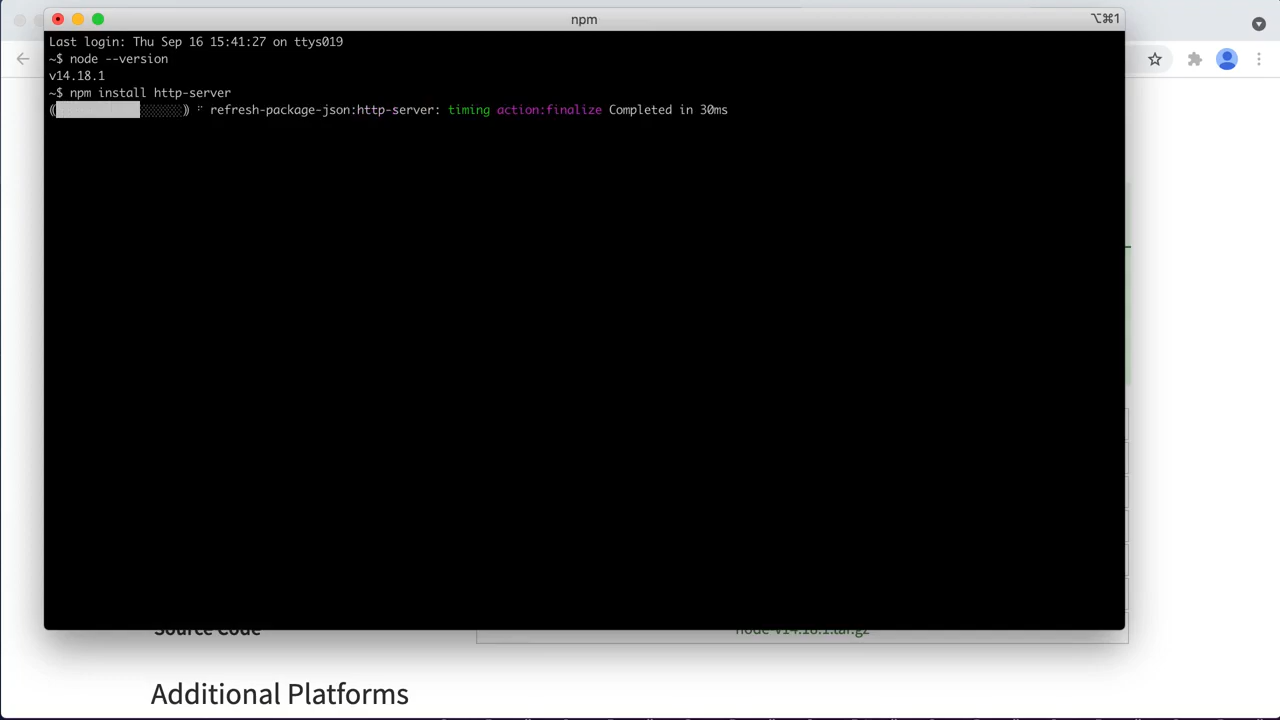 npm
⌥⌘1
Last login: Thu Sep 16 15:41:27 on ttys019
~$ node --version
v14.18.1
~$ npm install http-server
refresh-package-json:http-server: timing action:finalize Completed in 30ms
Source Code
node-v14.18.1.tar.gz
Additional Platforms